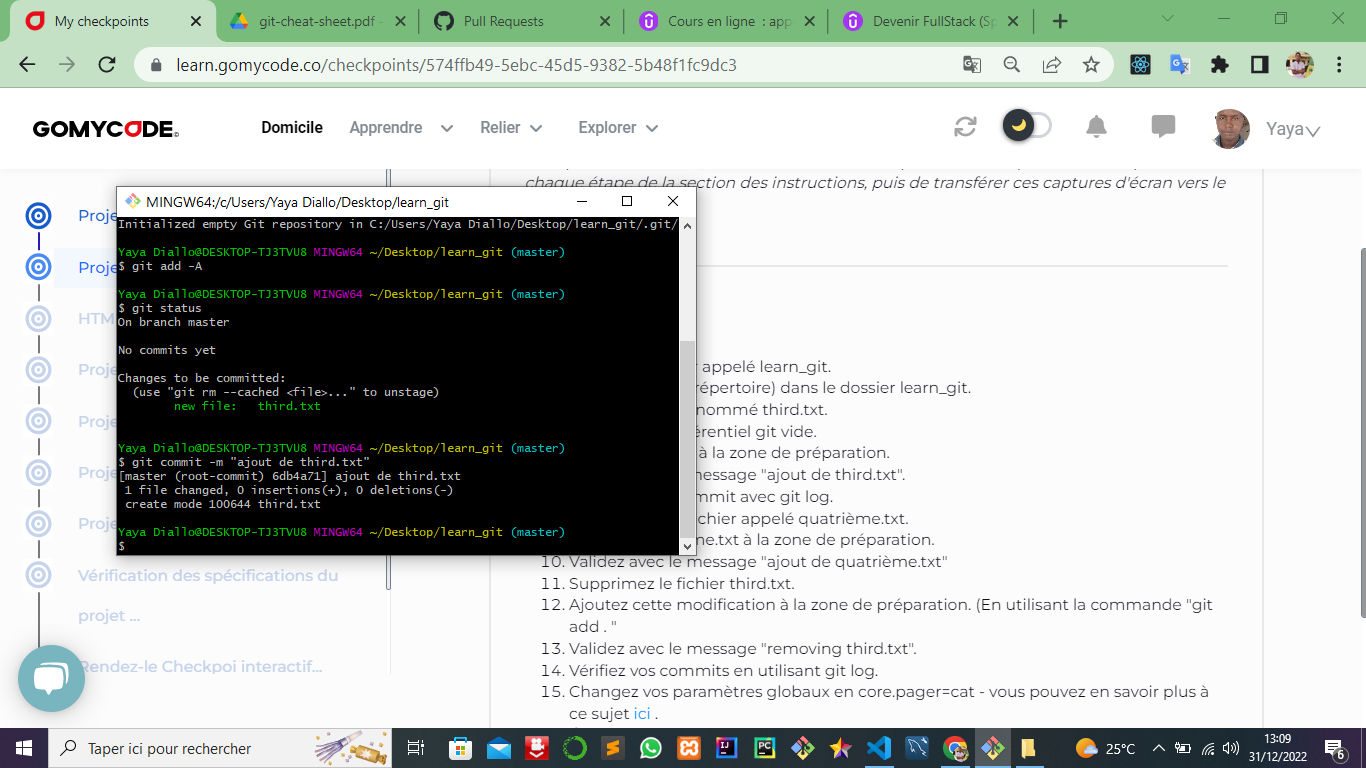 My checkpoints
git-cheat-sheet.pdf -
Pull Requests
Cours en ligne : app
Devenir FullStack (Sp
learn.gomycode.co/checkpoints/574ffb49-5ebc-45d5-9382-5b48f1fc9dc3
GOMYCODE
Domicile
Apprendre
Relier
Explorer
Yaya
chaque étape de la section des instructions, puis de transférer ces captures d'écran vers le
Proje
Proje
HTM
Proje
Proje
Proje
Proje
Vérification des spécifications du
projet ...
Rendez-le Checkpoi interactif...
MINGW64:/c/Users/Yaya Diallo/Desktop/learn_git
Initialized empty Git repository in C:/Users/Yaya Diallo/Desktop/learn_git/.git/
Yaya Diallo@DESKTOP-TJ3TVU8 MINGW64 ~/Desktop/learn_git (master)
$ git add -A
Yaya Diallo@DESKTOP-TJ3TVU8 MINGW64 ~/Desktop/learn_git (master)
$ git status
On branch master
No commits yet
Changes to be committed:
(use "git rm --cached <file>..." to unstage)
new file:   third.txt
Yaya Diallo@DESKTOP-TJ3TVU8 MINGW64 ~/Desktop/learn_git (master)
$ git commit -m "ajout de third.txt"
[master (root-commit) 6db4a71] ajout de third.txt
1 file changed, 0 insertions(+), 0 deletions(-)
create mode 100644 third.txt
Yaya Diallo@DESKTOP-TJ3TVU8 MINGW64 ~/Desktop/learn_git (master)
$
appelé learn_git.
répertoire) dans le dossier learn_git.
nommé third.txt.
érentiel git vide.
à la zone de préparation.
message "ajout de third.txt".
mmit avec git log.
chier appelé quatrième.txt.
me.txt à la zone de préparation.
10. Validez avec le message "ajout de quatrième.txt"
11. Supprimez le fichier third.txt.
12. Ajoutez cette modification à la zone de préparation. (En utilisant la commande "git
add . "
13. Validez avec le message "removing third.txt".
14. Vérifiez vos commits en utilisant git log.
15. Changez vos paramètres globaux en core.pager=cat - vous pouvez en savoir plus à
ce sujet ici .
Taper ici pour rechercher
25°C
13:09
31/12/2022
6